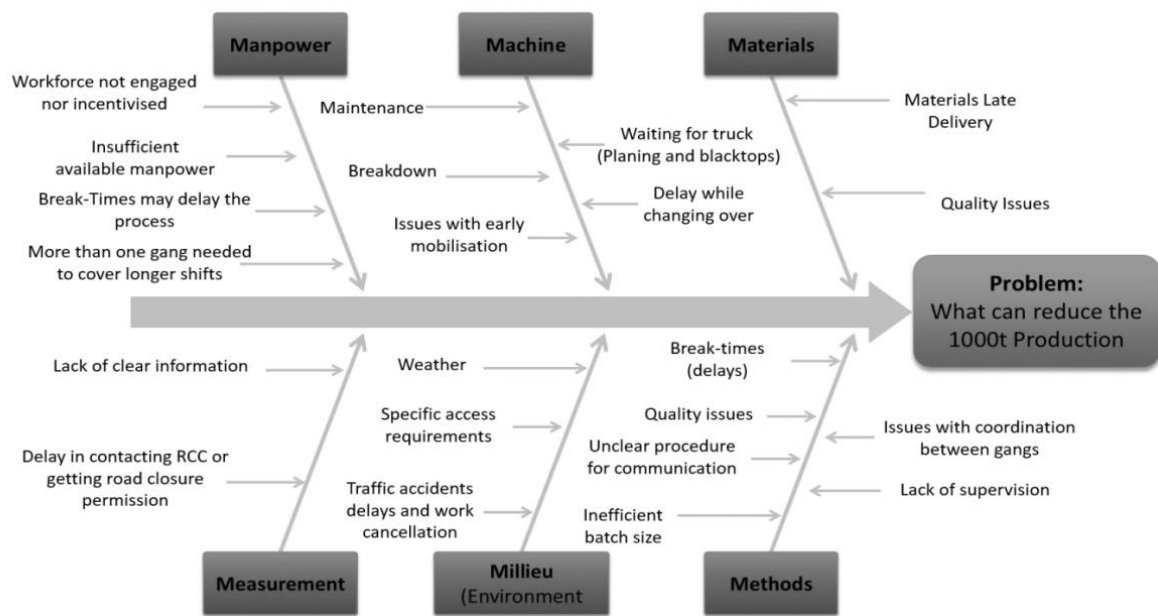 Manpower
Machine
Materials
Workforce not engaged
nor incentivised
Insufficient
available manpower
Break-Times may delay the
process
More than one gang needed
to cover longer shifts
Maintenance
Waiting for truck
(Planing and blacktops)
Breakdown
Delay while
changing over
Issues with early
mobilisation
Materials Late
Delivery
Quality Issues
Problem:
What can reduce the
1000t Production
Lack of clear information
Delay in contacting RCC or
getting road closure
permission
Weather
Specific access
requirements
Traffic accidents
delays and work
cancellation
Break-times
(delays)
Quality issues
Unclear procedure
for communication
Inefficient
batch size
Issues with coordination
between gangs
Lack of supervision
Measurement
Millieu
(Environment
Methods